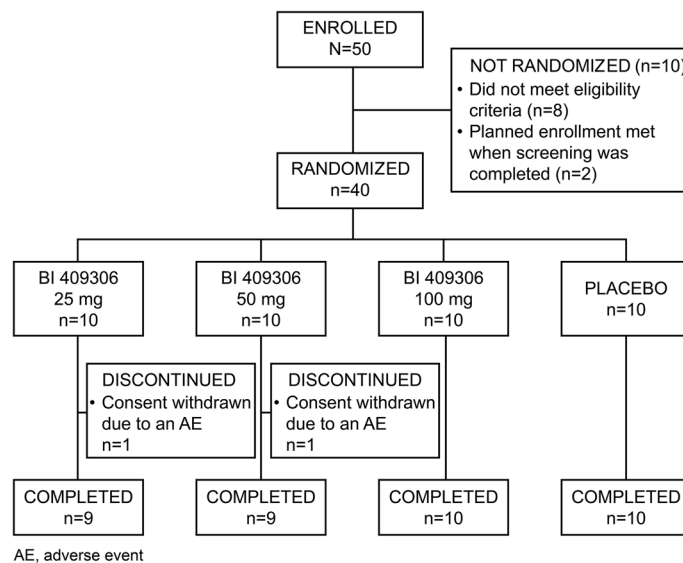 ENROLLED
N=50
NOT RANDOMIZED (n=10)
• Did not meet eligibility
criteria (n=8)
• Planned enrollment met
when screening was
completed (n=2)
RANDOMIZED
n=40
BI 409306
25 mg
n=10
BI 409306
50 mg
n=10
BI 409306
100 mg
n=10
PLACEBO
n=10
DISCONTINUED
• Consent withdrawn
due to an AE
n=1
DISCONTINUED
• Consent withdrawn
due to an AE
n=1
COMPLETED
n=9
COMPLETED
n=9
COMPLETED
n=10
COMPLETED
n=10
AE, adverse event